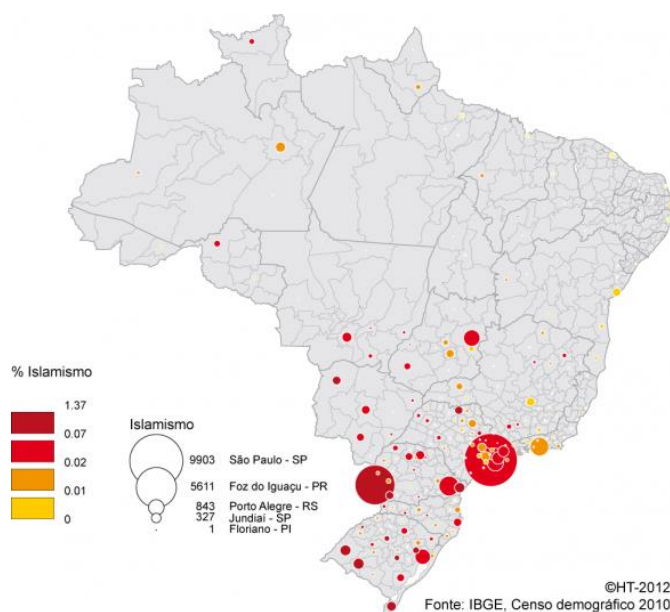 % Islamismo
1.37
0.07
0.02
0.01
0
Islamismo
9903 São Paulo - SP
5611 Foz do Iguaçu - PR
843 Porto Alegre - RS
327 Jundiaí - SP
1 Floriano - PI
©HT-2012
Fonte: IBGE, Censo demográfico 2010